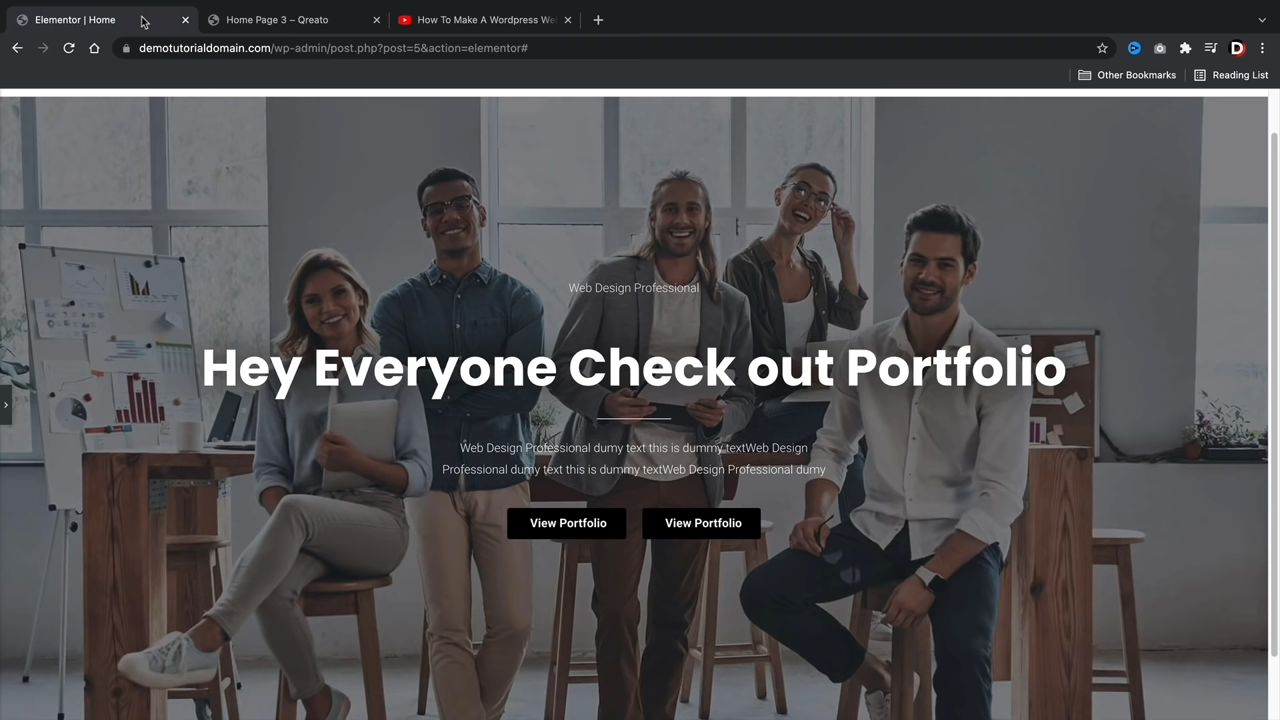 Elementor | Home
Home Page 3 – Qreato
How To Make A Wordpress We
demotutorialdomain.com/wp-admin/post.php?post=5&action=elementor#
D
Other Bookmarks
Reading List
Web Design Professional
Hey Everyone Check out Portfolio
Web Design Professional dumy text this is dummy textWeb Design
Professional dumy text this is dummy textWeb Design Professional dumy
View Portfolio
View Portfolio